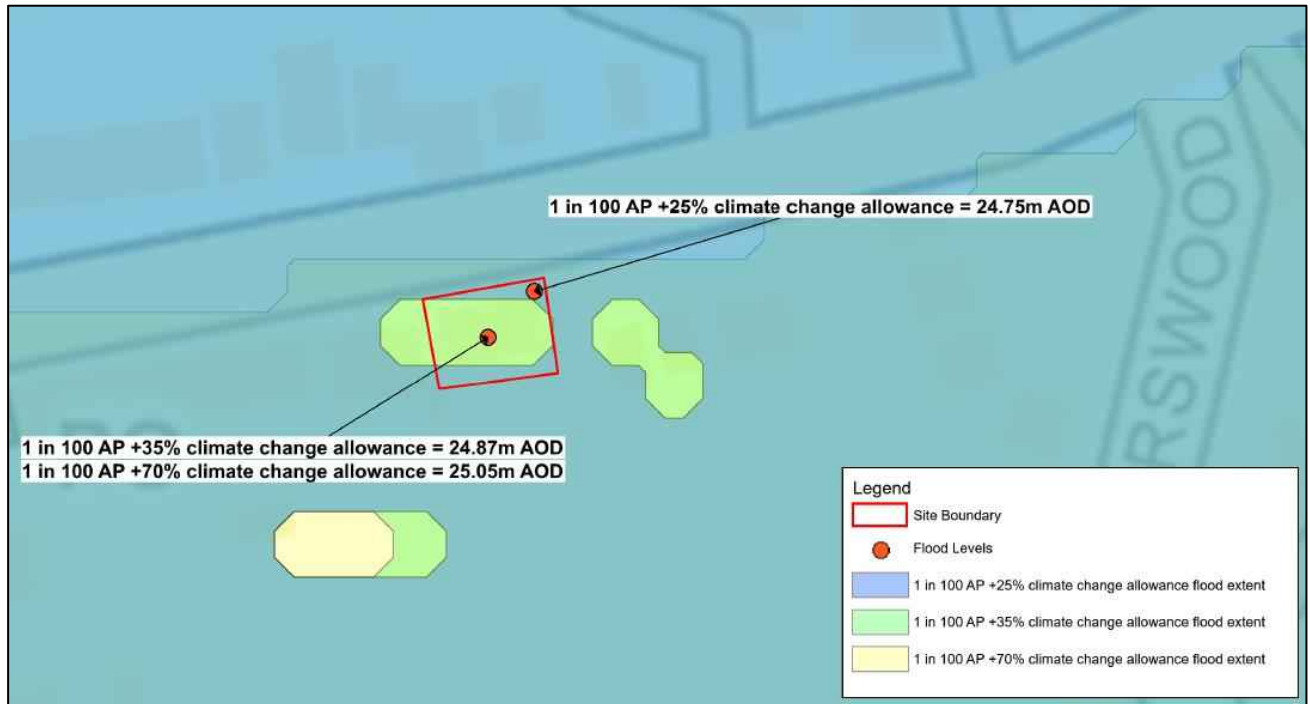 1 in 100 AP +25% climate change allowance = 24.75m AOD
RSWOOD
1 in 100 AP +35% climate change allowance = 24.87m AOD
1 in 100 AP +70% climate change allowance = 25.05m AOD
Legend
Site Boundary
Flood Levels
1 in 100 AP +25% climate change allowance flood extent
1 in 100 AP +35% climate change allowance flood extent
1 in 100 AP +70% climate change allowance flood extent